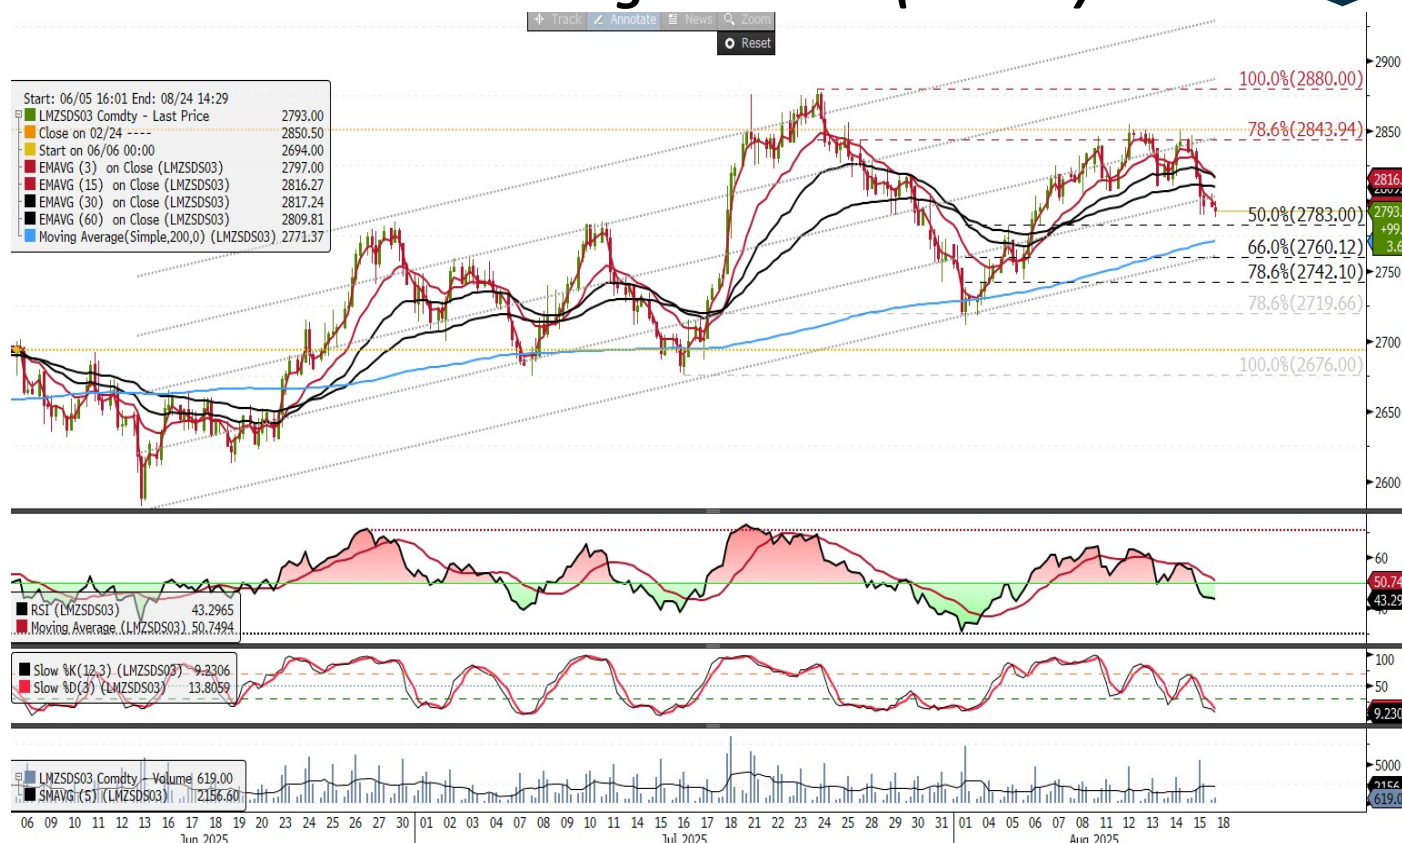 Track Annotate News Zoom
Reset
Start: 06/05 16:01 End: 08/24 14:29
LMZSDS03 Comdty - Last Price 2793.00
Close on 02/24 ---- 2850.50
Start on 06/06 00:00 2694.00
EMAVG (3) on Close (LMZSDS03) 2797.00
EMAVG (15) on Close (LMZSDS03) 2816.27
EMAVG (30) on Close (LMZSDS03) 2817.24
EMAVG (60) on Close (LMZSDS03) 2809.81
Moving Average(Simple,200,0) (LMZSDS03) 2771.37
2900
100.0%(2880.00)
2850
78.6%(2843.94)
2816
50.0%(2783.00)
2793.
+99.
3.6
66.0%(2760.12)
78.6%(2742.10)
2750
78.6%(2719.66)
2700
100.0%(2676.00)
2650
2600
60
50.74
43.29
40
RSI (LMZSDS03) 43.2965
Moving Average (LMZSDS03) 50.7494
100
50
9.230
Slow %K(12,3) (LMZSDS03) 9.2306
Slow %D(3) (LMZSDS03) 13.8059
5000
2156
619.0
LMZSDS03 Comdty - Volume 619.00
SMAVG (5) (LMZSDS03) 2156.60
06 09 10 11 12 13 16 17 18 19 20 23 24 25 26 27 30 01 02 03 04 07 08 09 10 11 14 15 16 17 18 21 22 23 24 25 28 29 30 31 01 04 05 06 07 08 11 12 13 14 15 18
Jun 2025 Jul 2025 Aug 2025